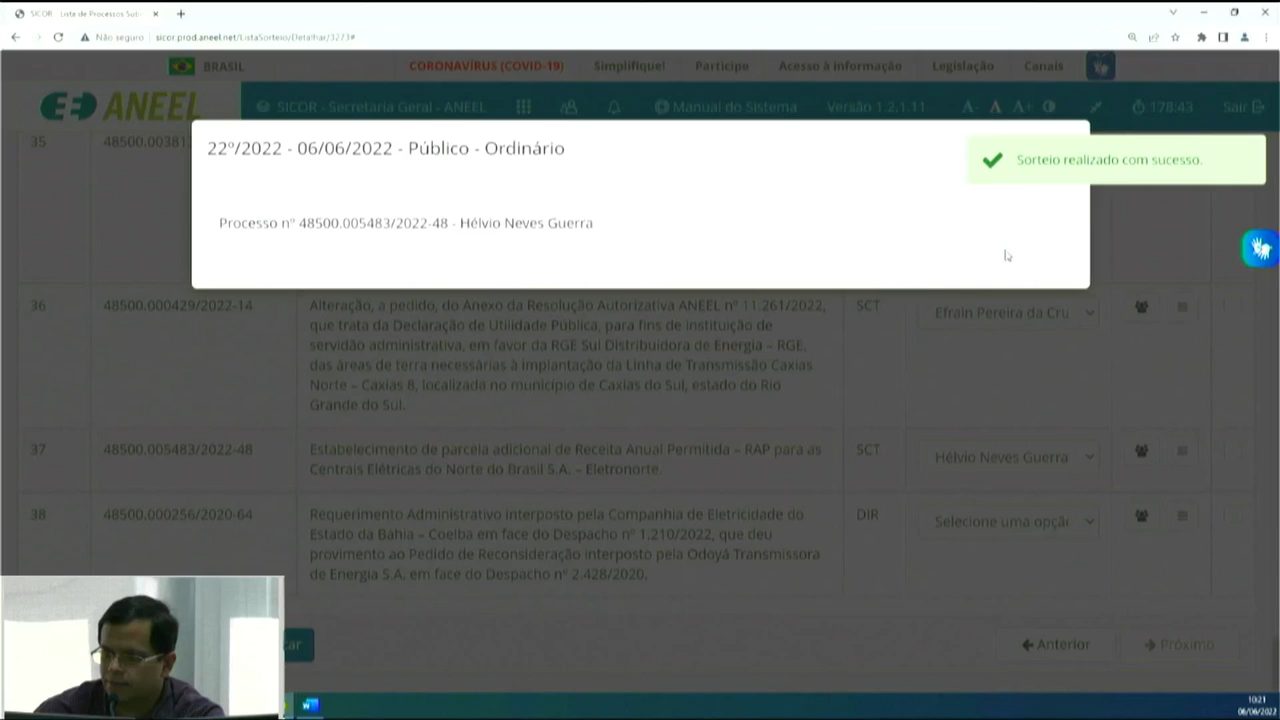 SICOR - Lista de Processos Sub
Não seguro
sicor.prod.aneel.net/ListaSorteio/Detalhar/3273#
BRASIL
CORONAVÍRUS (COVID-19)
Simplifique!
Participe
Acesso à informação
Legislação
Canais
ANEEL
SICOR - Secretaria Geral - ANEEL
Manual do Sistema
Versão 1.2.1.11
A-
A
A+
178:43
Sair
35
48500.00381
22º/2022 - 06/06/2022 - Público - Ordinário
Sorteio realizado com sucesso.
Processo nº 48500.005483/2022-48 - Hélvio Neves Guerra
36
48500.000429/2022-14
Alteração, a pedido, do Anexo da Resolução Autorizativa ANEEL nº 11.261/2022,
que trata da Declaração de Utilidade Pública, para fins de instituição de
servidão administrativa, em favor da RGE Sul Distribuidora de Energia – RGE,
das áreas de terra necessárias à implantação da Linha de Transmissão Caxias
Norte – Caxias 8, localizada no município de Caxias do Sul, estado do Rio
Grande do Sul.
SCT
Efrain Pereira da Cru
37
48500.005483/2022-48
Estabelecimento de parcela adicional de Receita Anual Permitida – RAP para as
Centrais Elétricas do Norte do Brasil S.A. – Eletronorte.
SCT
Hélvio Neves Guerra
38
48500.000256/2020-64
Requerimento Administrativo interposto pela Companhia de Eletricidade do
Estado da Bahia – Coelba em face do Despacho nº 1.210/2022, que deu
provimento ao Pedido de Reconsideração interposto pela Odoyá Transmissora
de Energia S.A. em face do Despacho nº 2.428/2020.
DIR
Selecione uma opçã
ar
Anterior
Próximo
10:21
06/06/2022